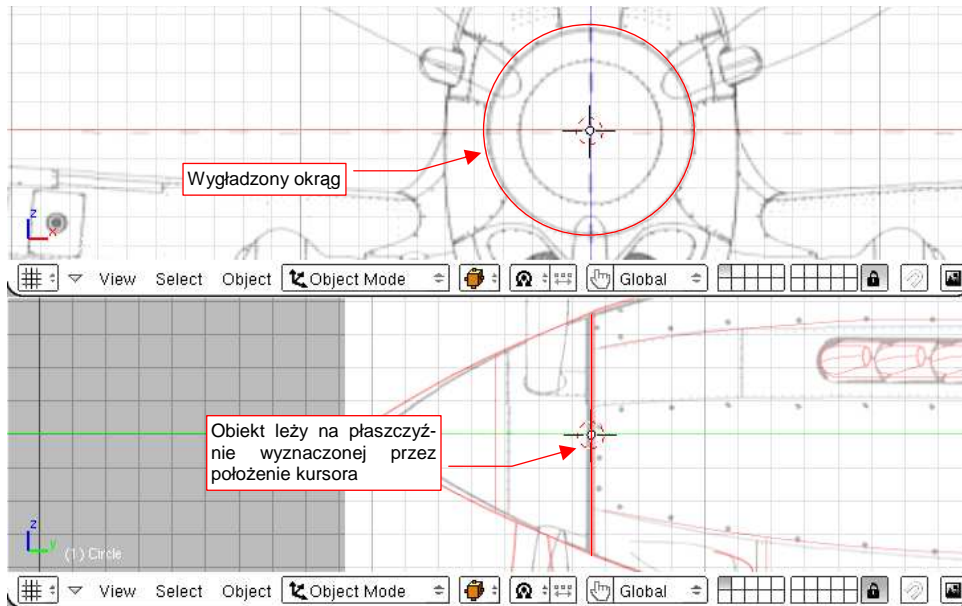 Wygładzony okrąg
z
x
View Select Object Object Mode Global
Obiekt leży na płaszczyź-
nie wyznaczonej przez
położenie kursora
z
y
(1) Circle
View Select Object Object Mode Global